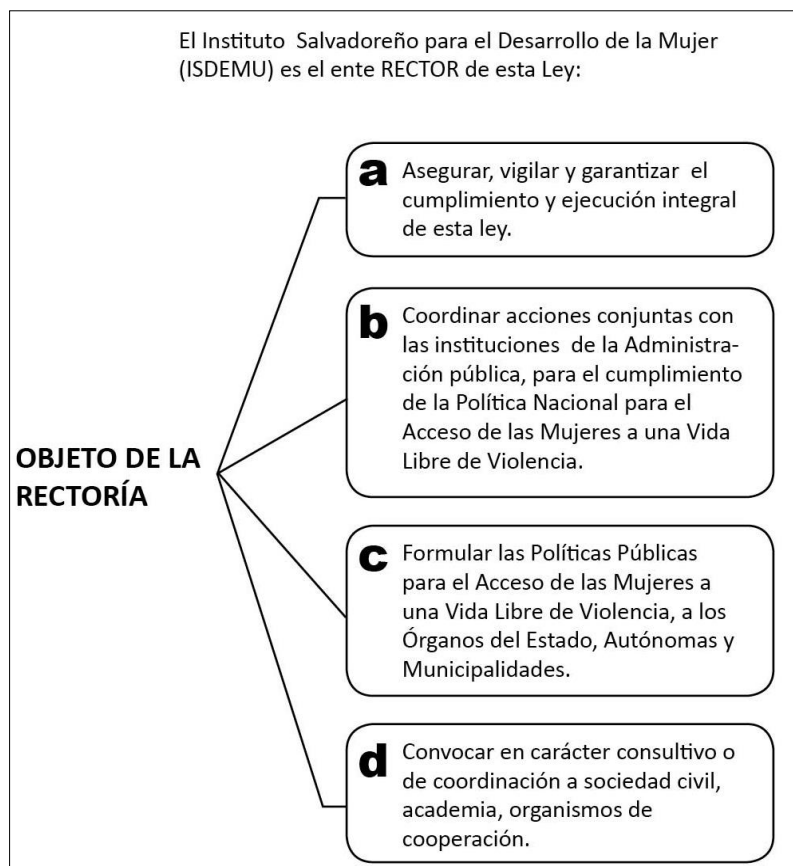 El Instituto Salvadoreño para el Desarrollo de la Mujer
(ISDEMU) es el ente RECTOR de esta Ley:
OBJETO DE LA
RECTORÍA
a
Asegurar, vigilar y garantizar el
cumplimiento y ejecución integral
de esta ley.
b
Coordinar acciones conjuntas con
las instituciones de la Administra-
ción pública, para el cumplimiento
de la Política Nacional para el
Acceso de las Mujeres a una Vida
Libre de Violencia.
c
Formular las Políticas Públicas
para el Acceso de las Mujeres a
una Vida Libre de Violencia, a los
Órganos del Estado, Autónomas y
Municipalidades.
d
Convocar en carácter consultivo o
de coordinación a sociedad civil,
academia, organismos de
cooperación.